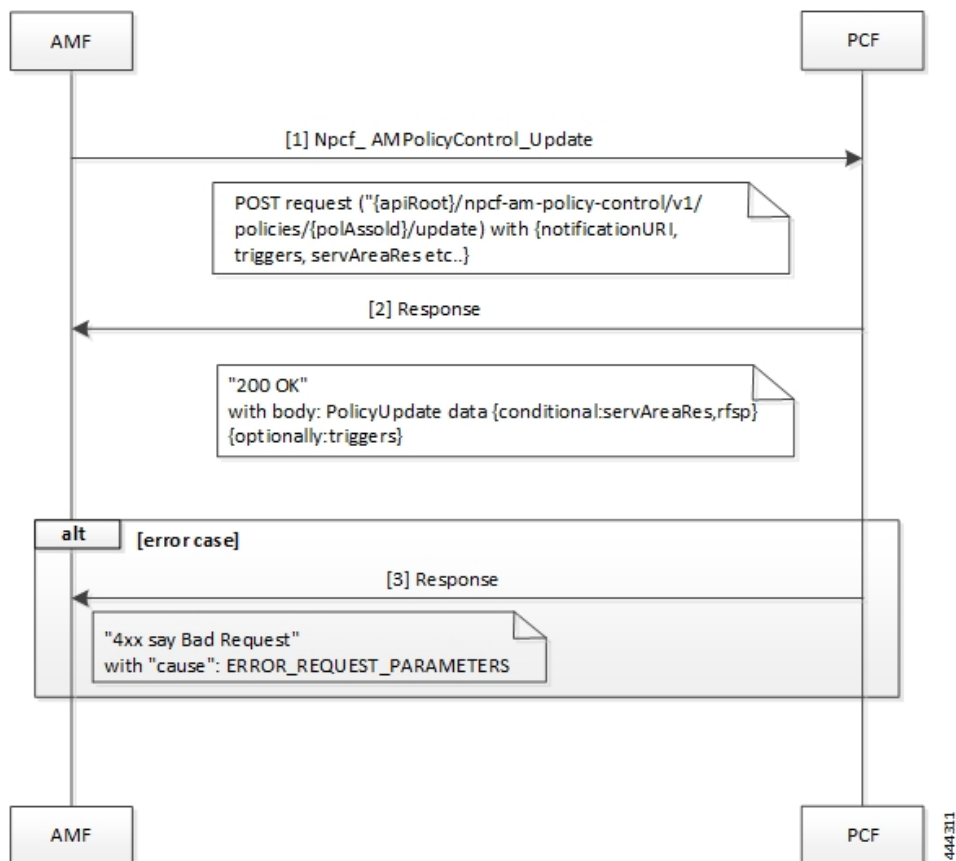 AMF
PCF
[1] Npcf_ AMPolicyControl_Update
POST request ("{apiRoot}/npcf-am-policy-control/v1/
policies/{polAssoId}/update) with {notificationURI,
triggers, servAreaRes etc..}
[2] Response
"200 OK"
with body: PolicyUpdate data {conditional:servAreaRes,rfsp}
{optionally:triggers}
alt
[error case]
[3] Response
"4xx say Bad Request"
with "cause": ERROR_REQUEST_PARAMETERS
AMF
PCF
444311